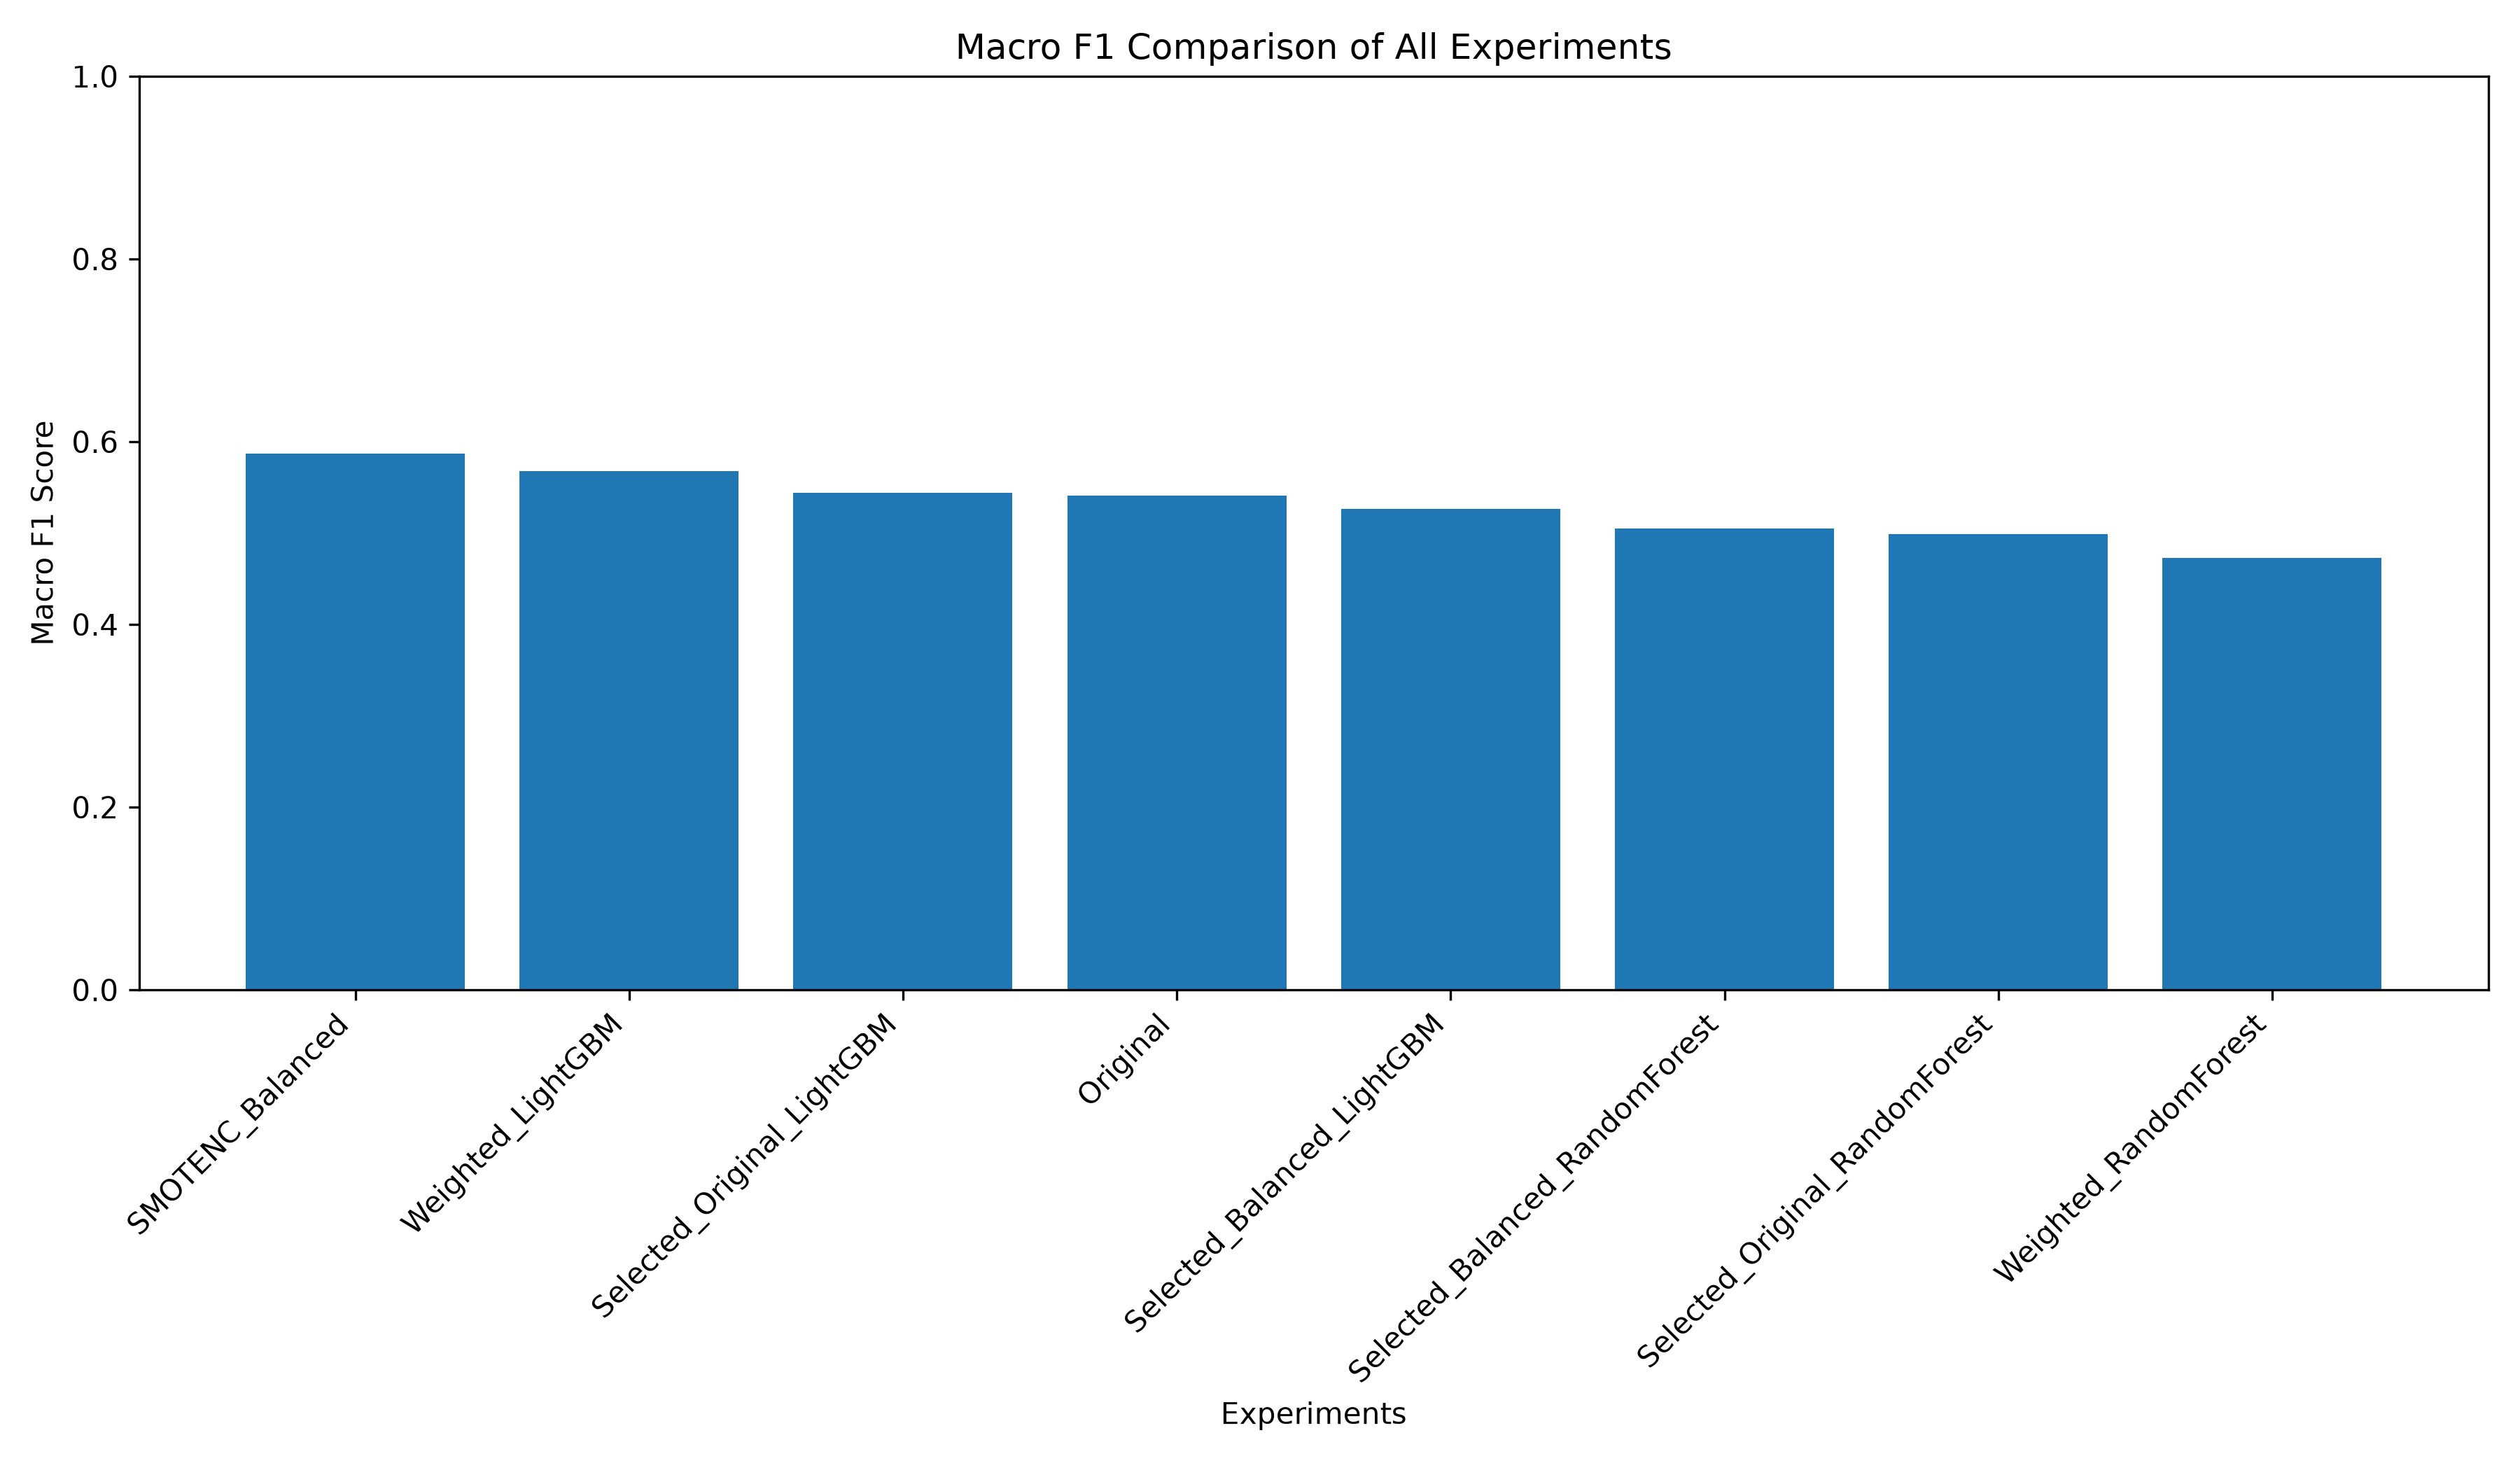 Macro F1 Comparison of All Experiments
Macro F1 Score
1.0
0.8
0.6
0.4
0.2
0.0
SMOTENC_Balanced
Weighted_LightGBM
Selected_Original_LightGBM
Original
Selected_Balanced_LightGBM
Selected_Balanced_RandomForest
Selected_Original_RandomForest
Weighted_RandomForest
Experiments